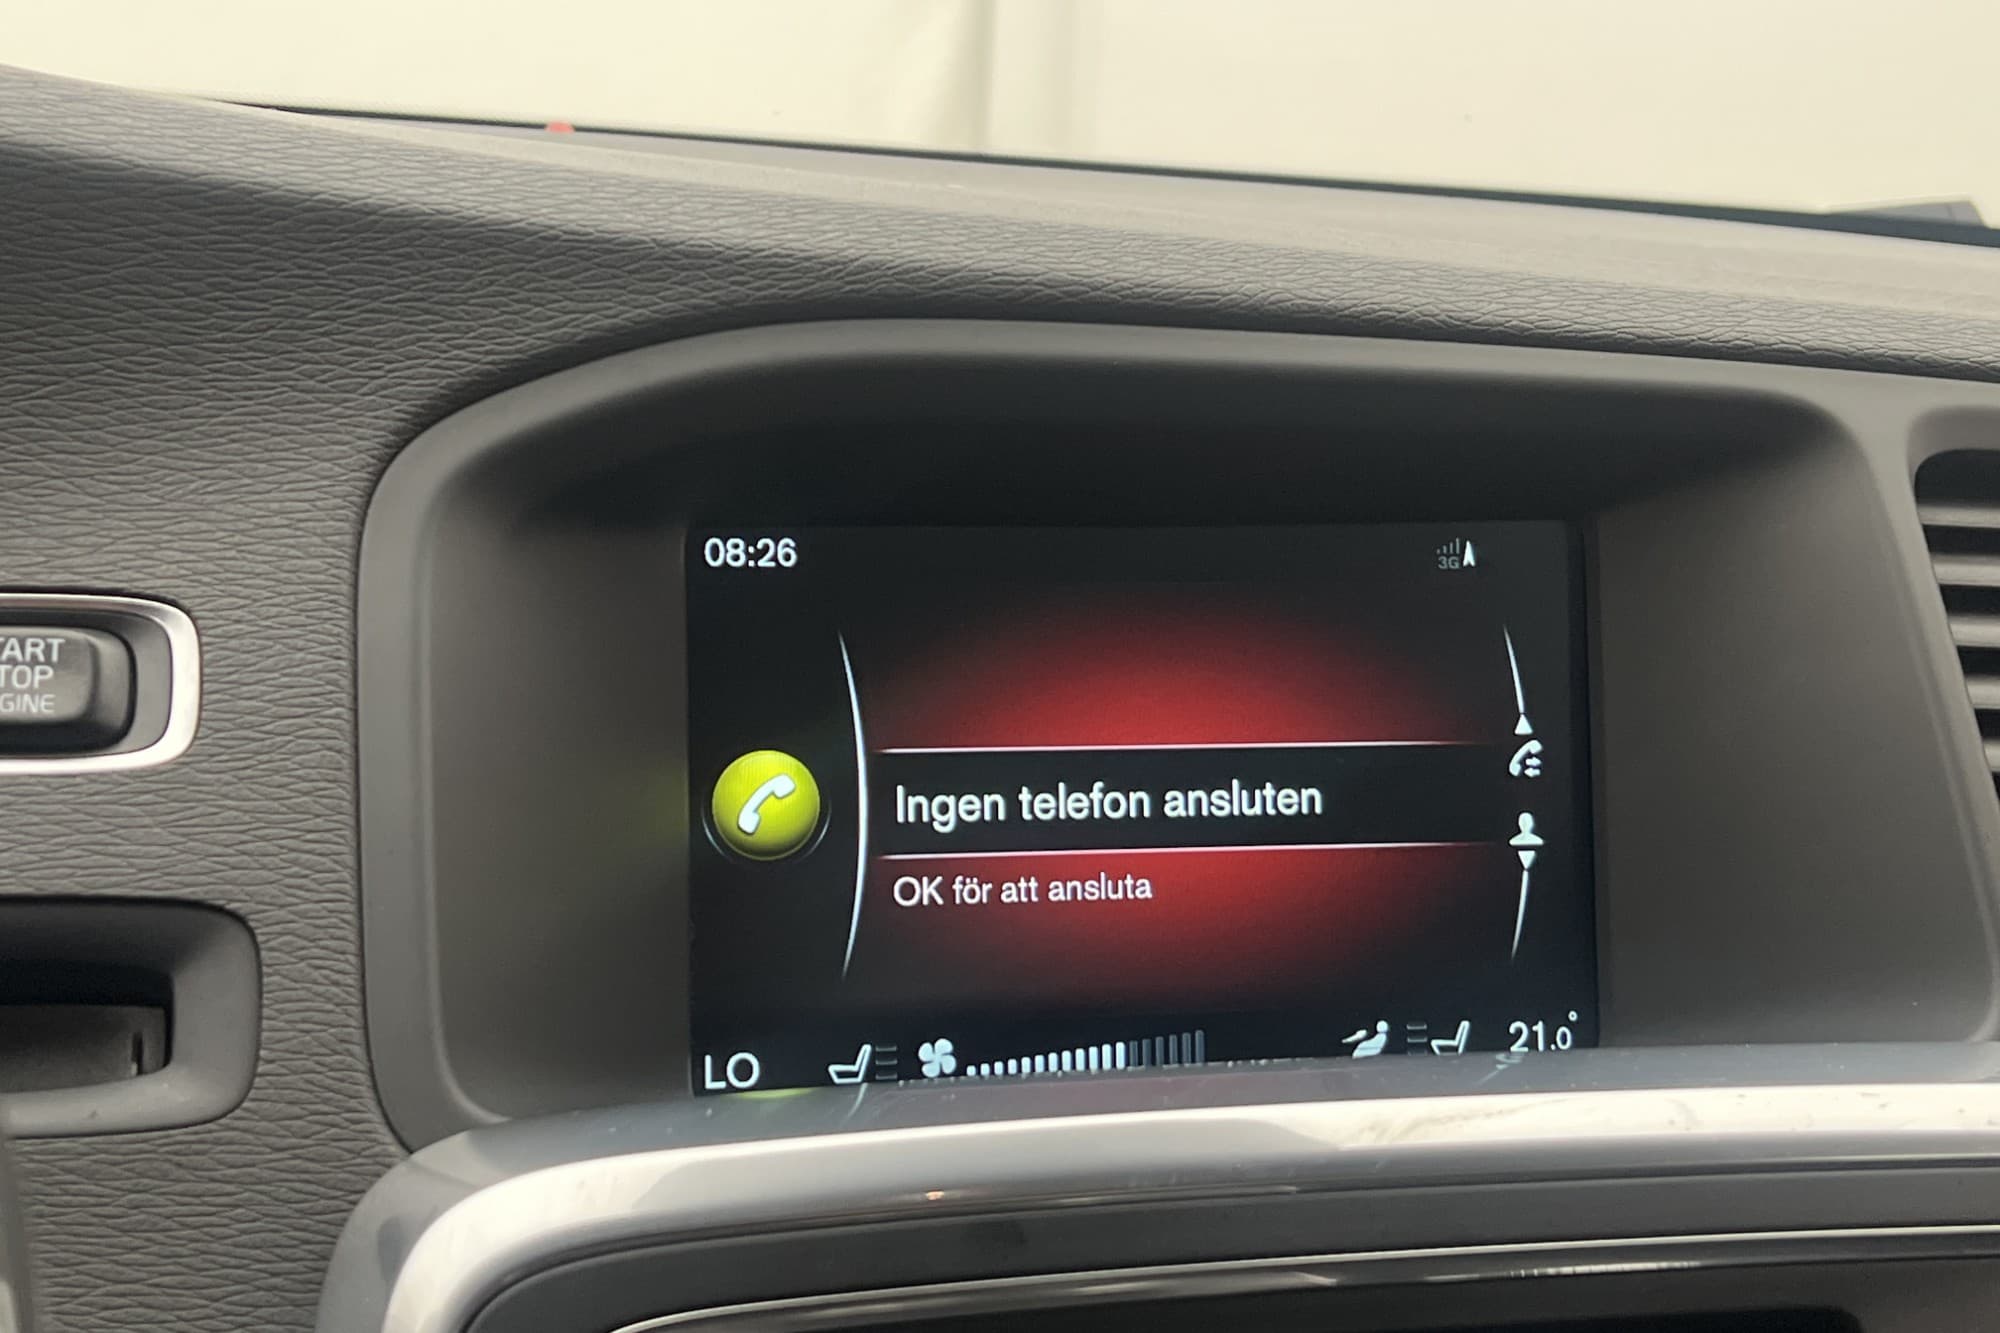 08:26
3G
ART
TOP
GINE
Ingen telefon ansluten
OK för att ansluta
LO
21.0°